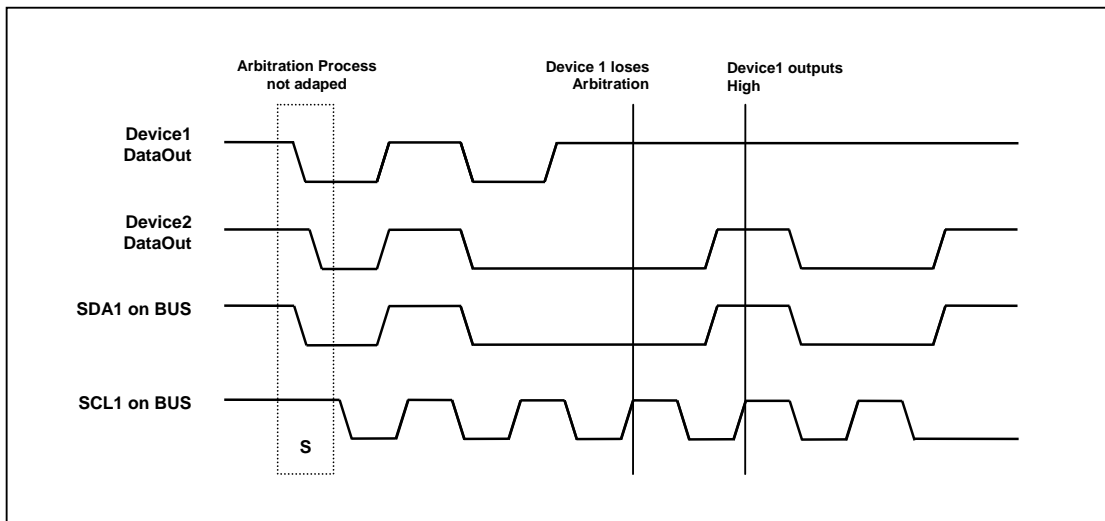 Arbitration Process
not adaped
Device 1 loses
Arbitration
Device1 outputs
High
Device1
DataOut
Device2
DataOut
SDA1 on BUS
SCL1 on BUS
S